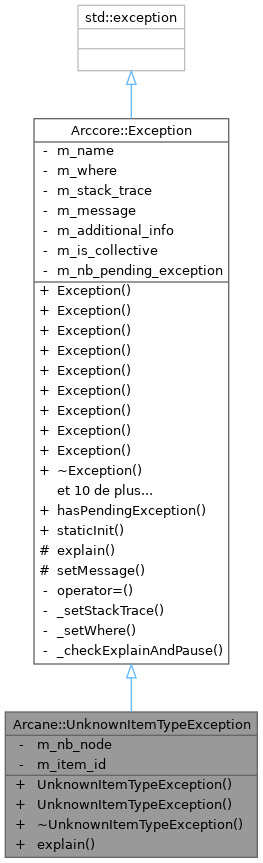 std::exception
Arccore::Exception
- m_name
- m_where
- m_stack_trace
- m_message
- m_additional_info
- m_is_collective
- m_nb_pending_exception
+ Exception()
+ Exception()
+ Exception()
+ Exception()
+ Exception()
+ Exception()
+ Exception()
+ Exception()
+ Exception()
+ ~Exception()
et 10 de plus...
+ hasPendingException()
+ staticInit()
# explain()
# setMessage()
- operator=()
- _setStackTrace()
- _setWhere()
- _checkExplainAndPause()
Arcane::UnknownItemTypeException
- m_nb_node
- m_item_id
+ UnknownItemTypeException()
+ UnknownItemTypeException()
+ ~UnknownItemTypeException()
+ explain()